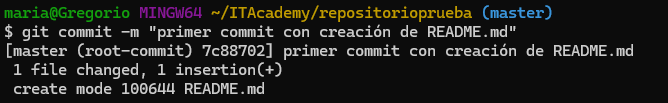 maria@Gregorio MINGW64 ~/ITAcademy/repositorioprueba (master)
$ git commit -m "primer commit con creación de README.md"
[master (root-commit) 7c88702] primer commit con creación de README.md
 1 file changed, 1 insertion(+)
 create mode 100644 README.md